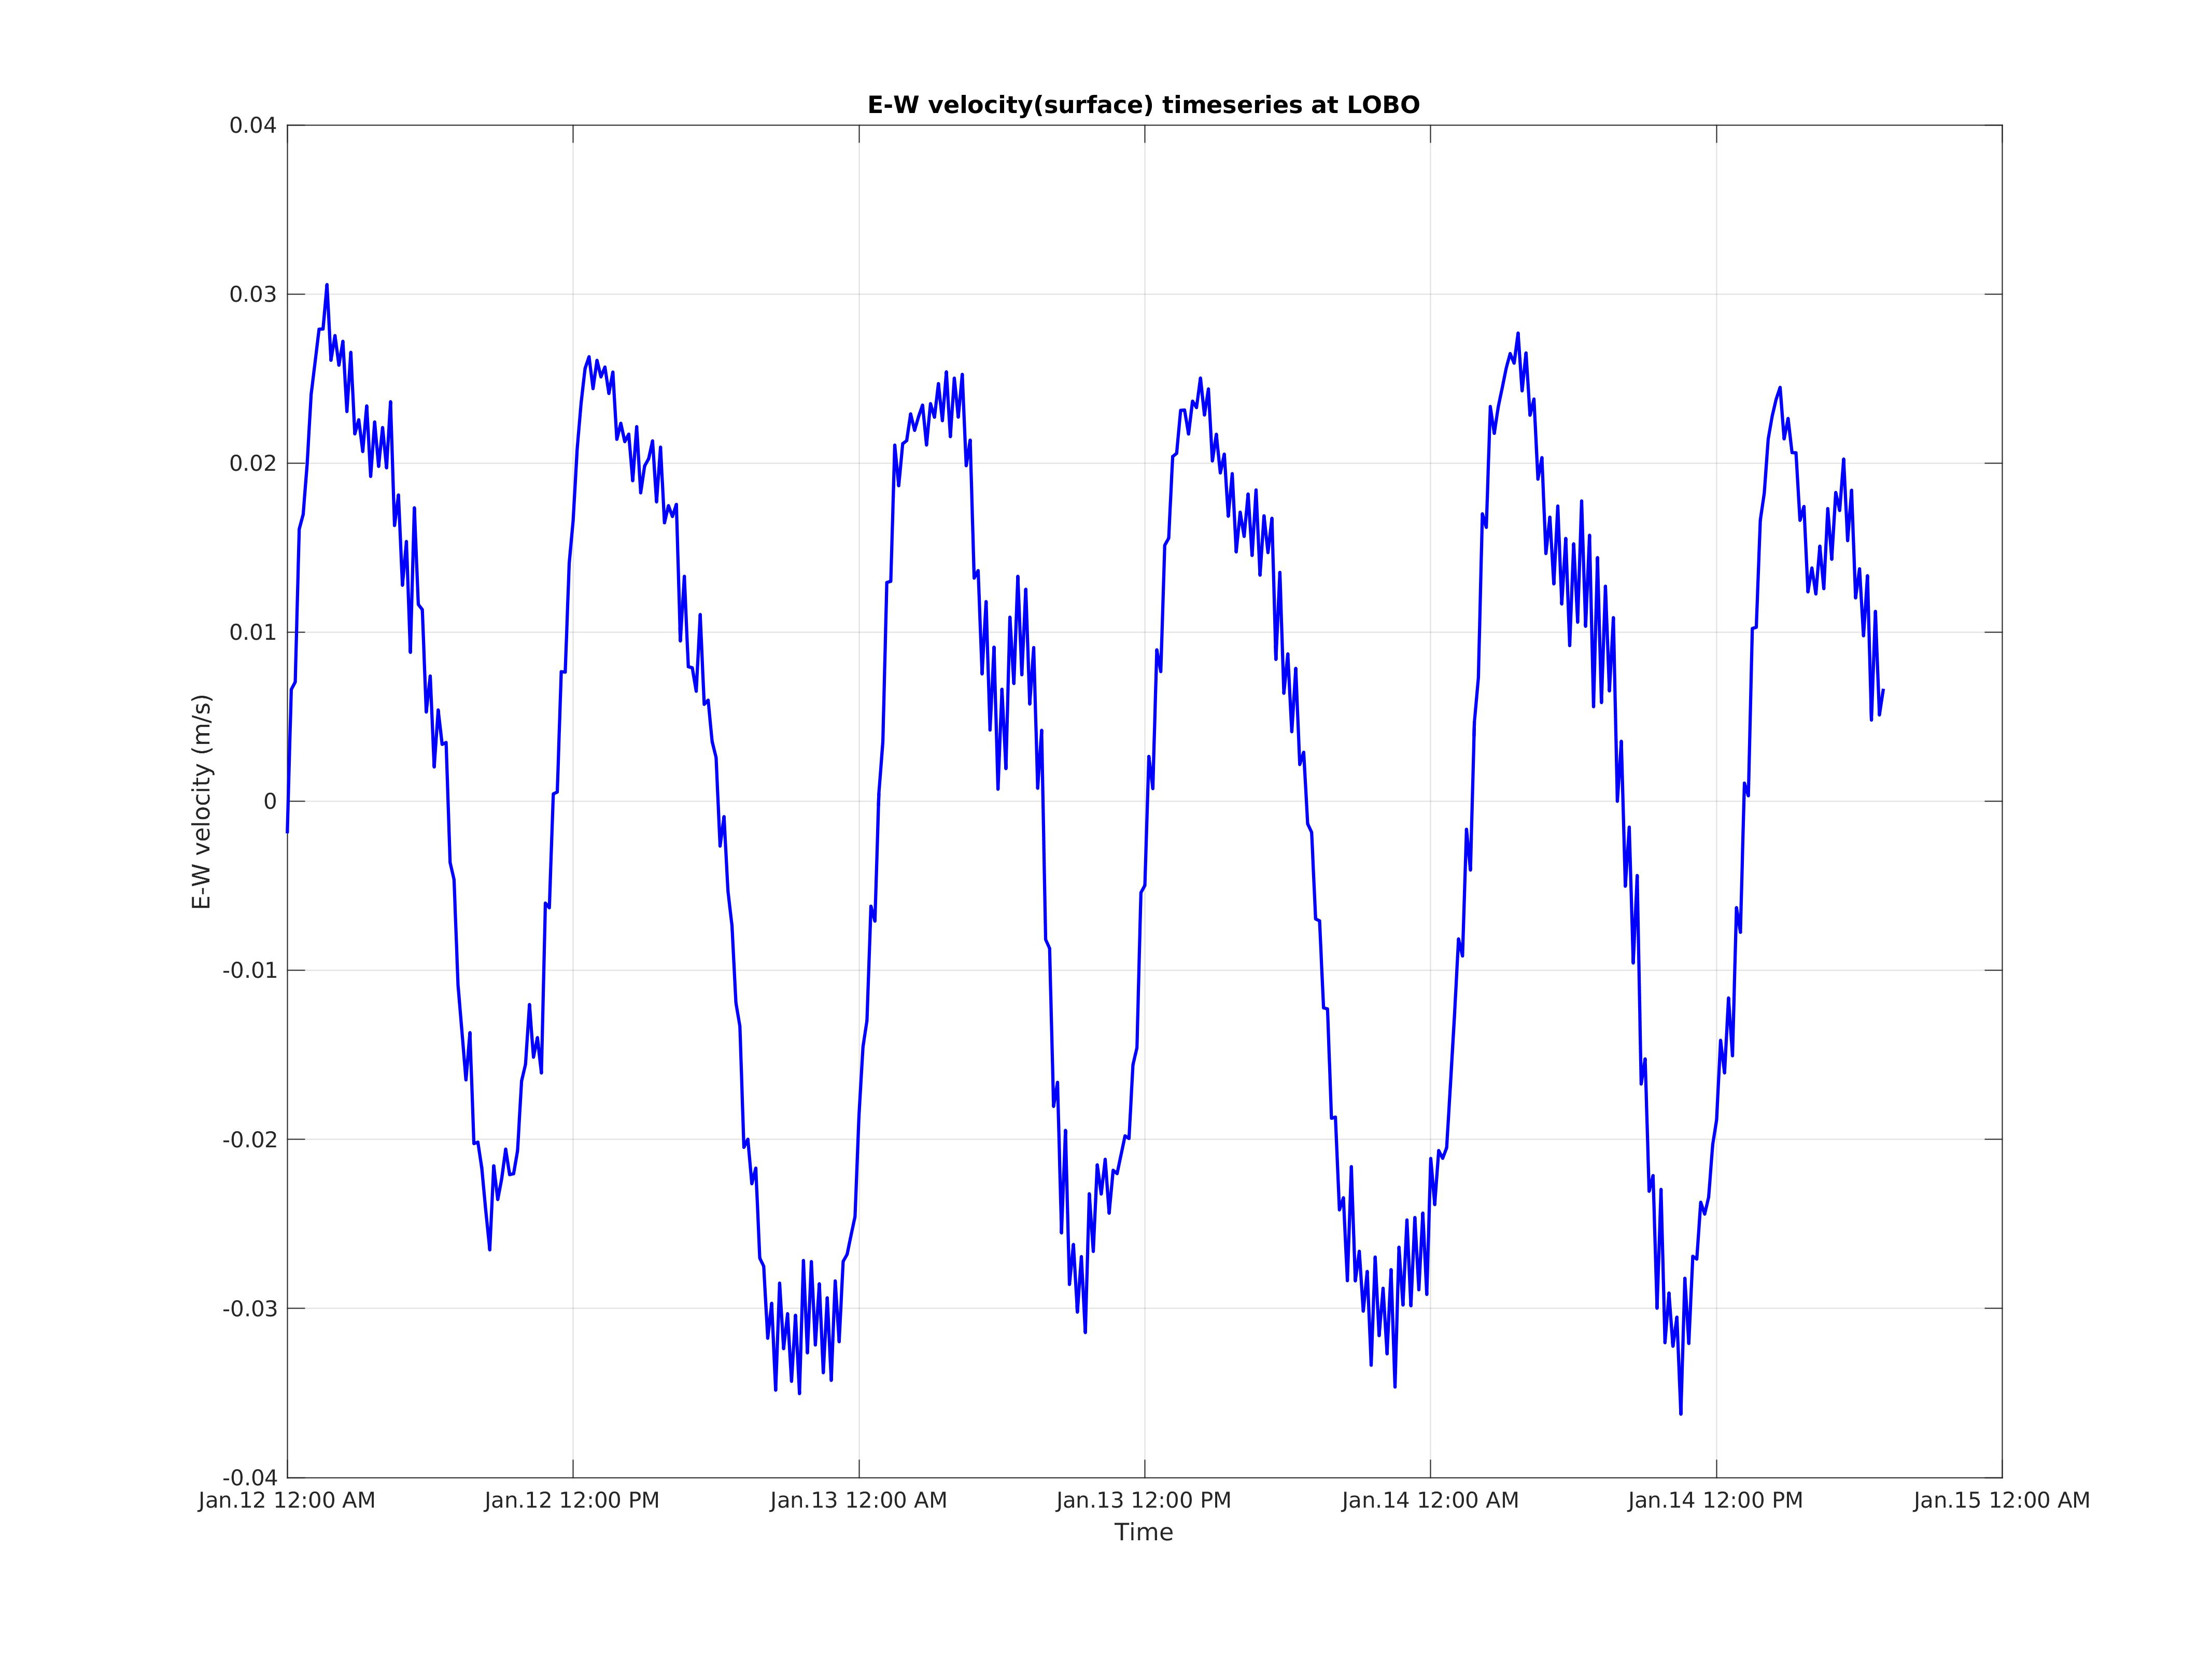 E-W velocity(surface) timeseries at LOBO
0.04
0.03
0.02
0.01
0
-0.01
-0.02
-0.03
-0.04
E-W velocity (m/s)
Jan.12 12:00 AM Jan.12 12:00 PM Jan.13 12:00 AM Jan.13 12:00 PM Jan.14 12:00 AM Jan.14 12:00 PM Jan.15 12:00 AM
Time